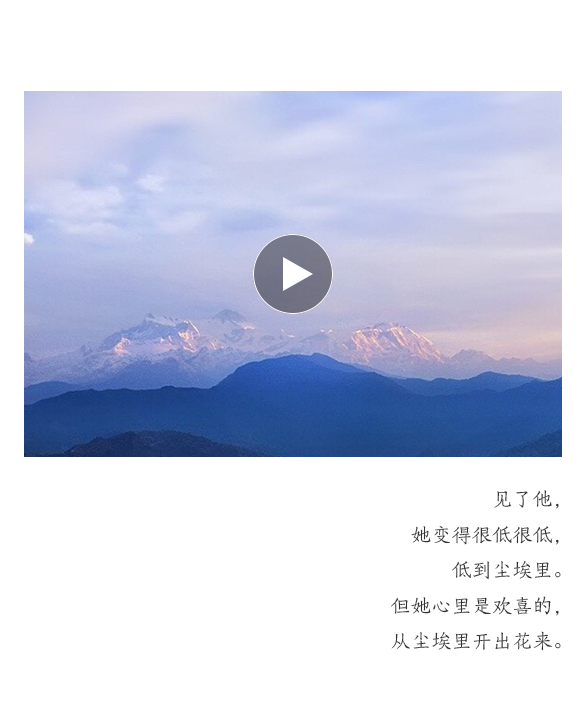 见了他，
她变得很低很低，
低到尘埃里。
但她心里是欢喜的，
从尘埃里开出花来。